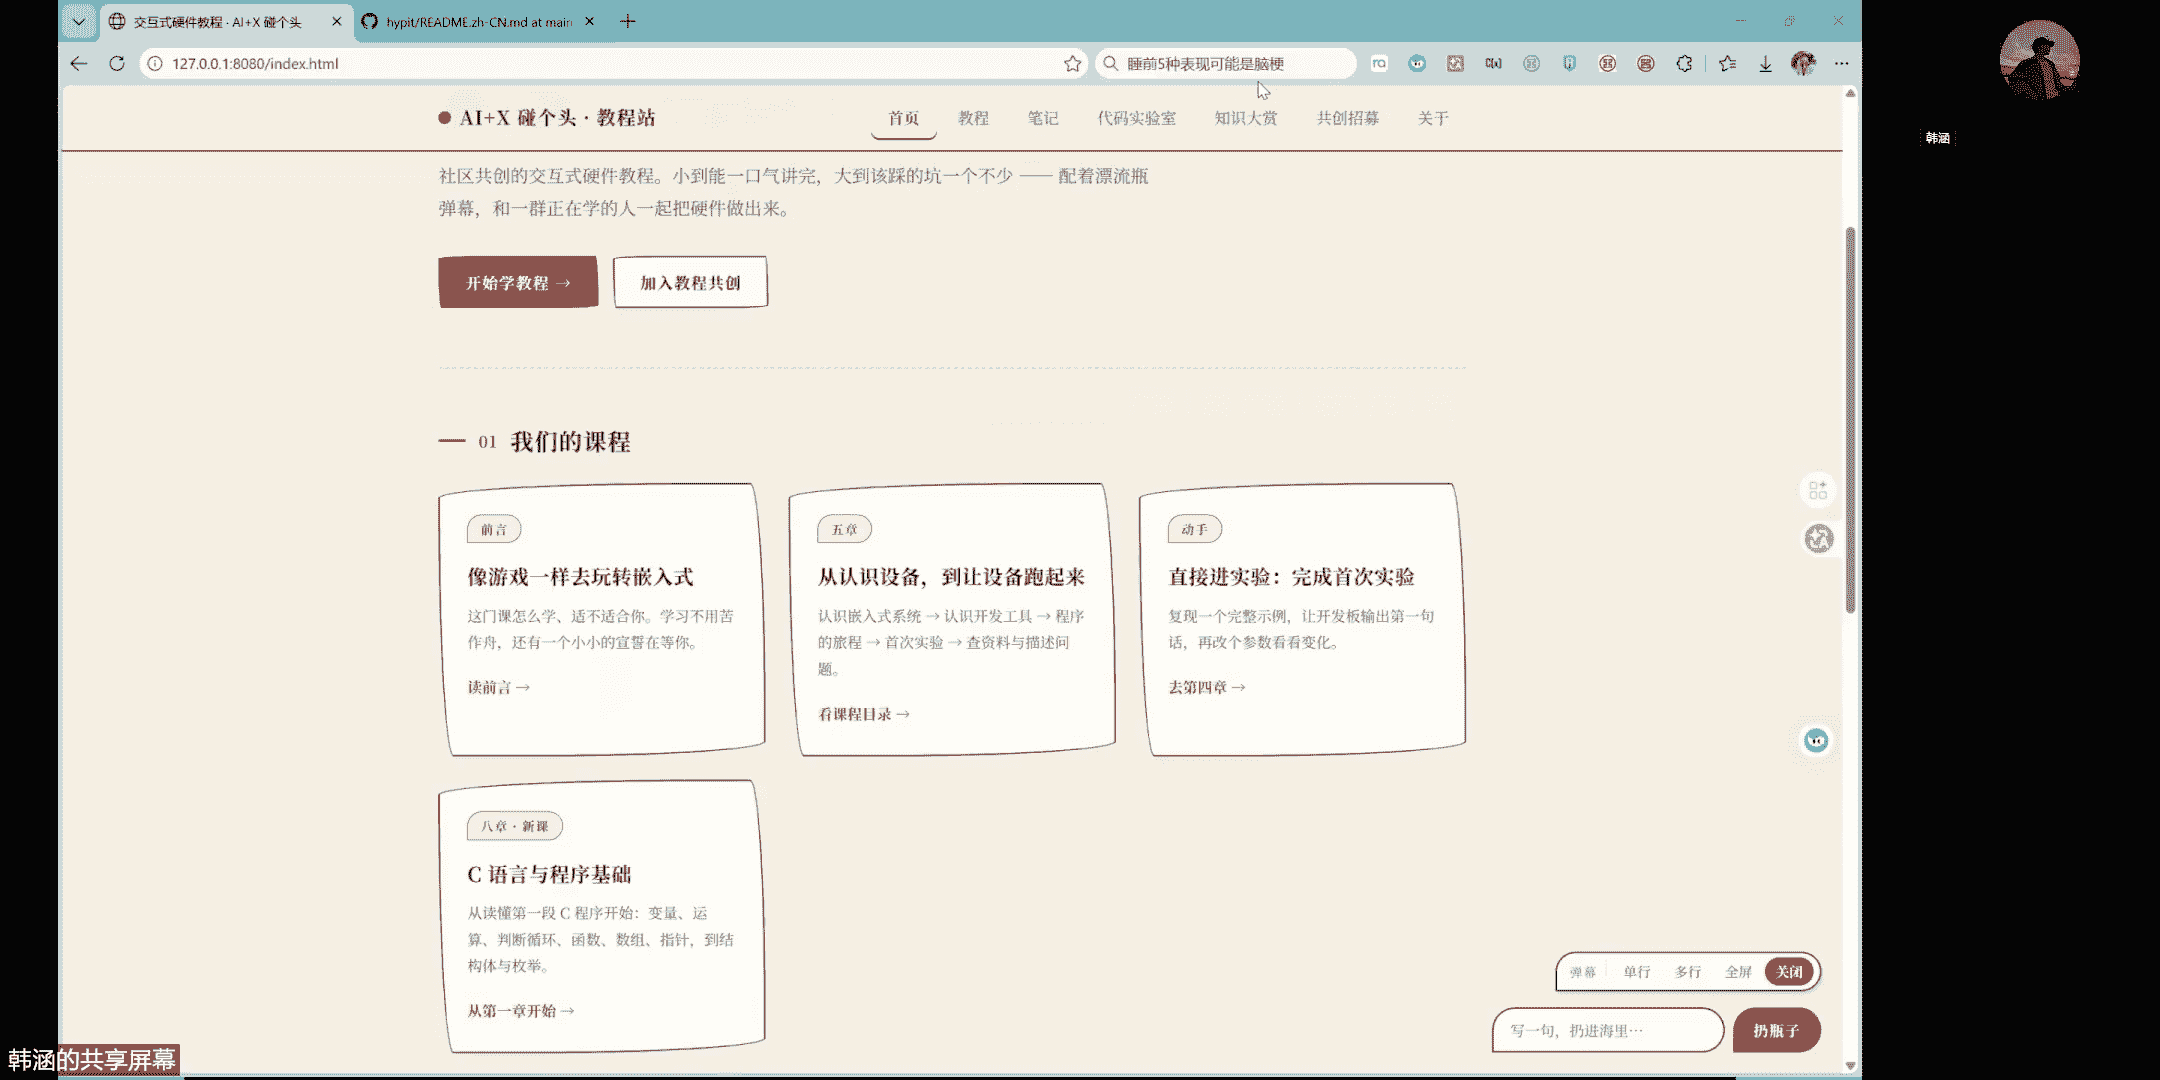 交互式硬件教程 · AI+X 碰个头
hypit/README.zh-CN.md at main
127.0.0.1:8080/index.html
睡前5种表现可能是脑梗
AI+X 碰个头 · 教程站
首页
教程
笔记
代码实验室
知识大赏
共创招募
关于
社区共创的交互式硬件教程。小到能一口气讲完，大到该踩的坑一个不少 —— 配着漂流瓶
弹幕，和一群正在学的人一起把硬件做出来。
开始学教程 →
加入教程共创
01 我们的课程
前言
像游戏一样去玩转嵌入式
这门课怎么学、适不适合你。学习不用苦
作舟，还有一个小小的宣誓在等你。
读前言 →
五章
从认识设备，到让设备跑起来
认识嵌入式系统 → 认识开发工具 → 程序
的旅程 → 首次实验 → 查资料与描述问
题。
看课程目录 →
动手
直接进实验：完成首次实验
复现一个完整示例，让开发板输出第一句
话，再改个参数看看变化。
去第四章 →
八章 · 新课
C 语言与程序基础
从读懂第一段 C 程序开始：变量、运
算、判断循环、函数、数组、指针，到结
构体与枚举。
从第一章开始 →
弹幕
单行
多行
全屏
关闭
写一句，扔进海里…
扔瓶子
韩涵
韩涵的共享屏幕